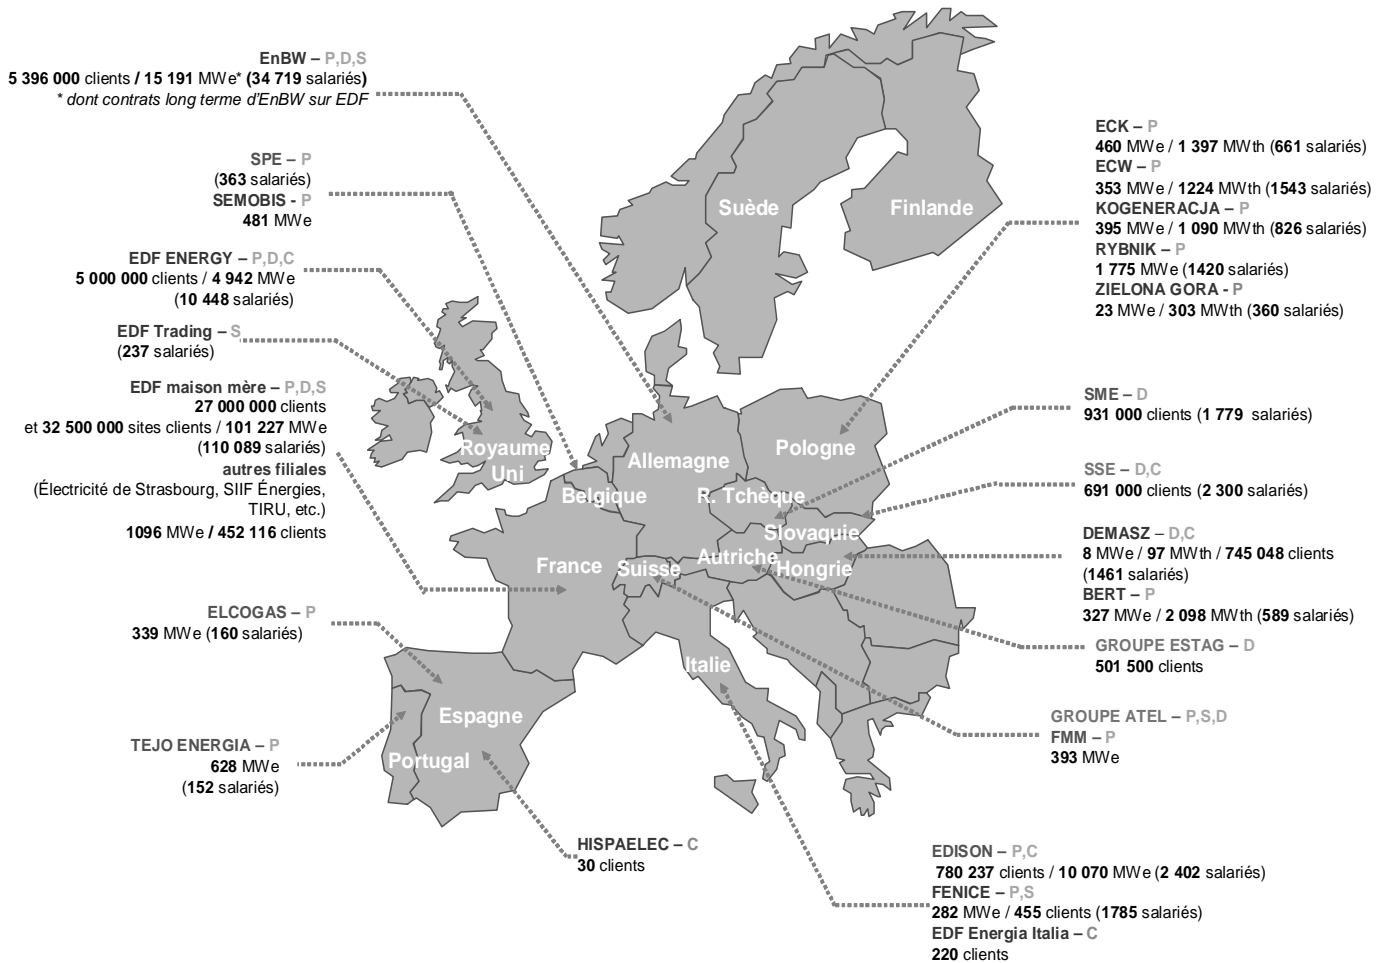 EnBW – P,D,S
5 396 000 clients / 15 191 MWe* (34 719 salariés)
* dont contrats long terme d'EnBW sur EDF
SPE – P
(363 salariés)
SEMOBIS - P
481 MWe
EDF ENERGY – P,D,C
5 000 000 clients / 4 942 MWe
(10 448 salariés)
EDF Trading – S
(237 salariés)
EDF maison mère – P,D,S
27 000 000 clients
et 32 500 000 sites clients / 101 227 MWe
(110 089 salariés)
autres filiales
(Électricité de Strasbourg, SIIF Énergies,
TIRU, etc.)
1096 MWe / 452 116 clients
ELCOGAS – P
339 MWe (160 salariés)
TEJO ENERGIA – P
628 MWe
(152 salariés)
HISPAELEC – C
30 clients
Suède
Finlande
Royaume
Uni
Allemagne
Pologne
Belgique
R. Tchèque
Slovaquie
France
Suisse
Autriche
Hongrie
Italie
Espagne
Portugal
ECK – P
460 MWe / 1 397 MWth (661 salariés)
ECW – P
353 MWe / 1224 MWth (1543 salariés)
KOGENERACJA – P
395 MWe / 1 090 MWth (826 salariés)
RYBNIK – P
1 775 MWe (1420 salariés)
ZIELONA GORA - P
23 MWe / 303 MWth (360 salariés)
SME – D
931 000 clients (1 779 salariés)
SSE – D,C
691 000 clients (2 300 salariés)
DEMASZ – D,C
8 MWe / 97 MWth / 745 048 clients
(1461 salariés)
BERT – P
327 MWe / 2 098 MWth (589 salariés)
GROUPE ESTAG – D
501 500 clients
GROUPE ATEL – P,S,D
FMM – P
393 MWe
EDISON – P,C
780 237 clients / 10 070 MWe (2 402 salariés)
FENICE – P,S
282 MWe / 455 clients (1785 salariés)
EDF Energia Italia – C
220 clients